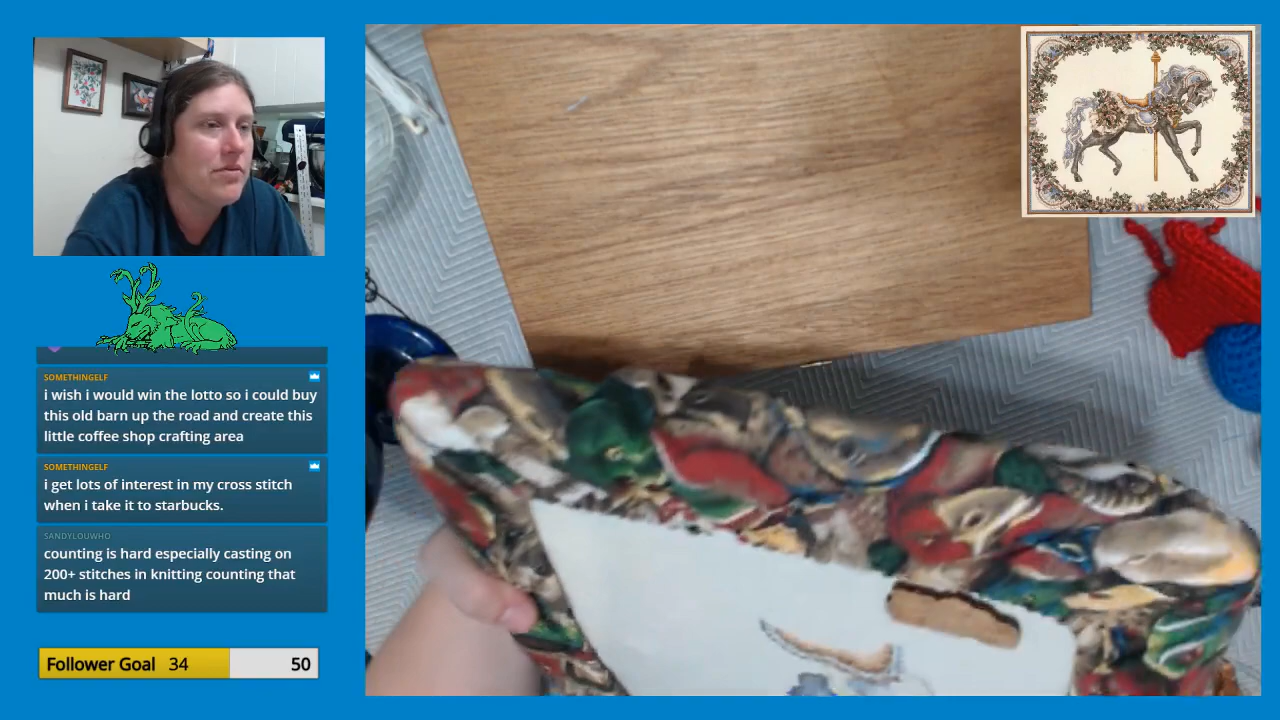 SOMETHINGELF
i wish i would win the lotto so i could buy
this old barn up the road and create this
little coffee shop crafting area
SOMETHINGELF
i get lots of interest in my cross stitch
when i take it to starbucks.
SANDYLOUWHO
counting is hard especially casting on
200+ stitches in knitting counting that
much is hard
Follower Goal 34 50